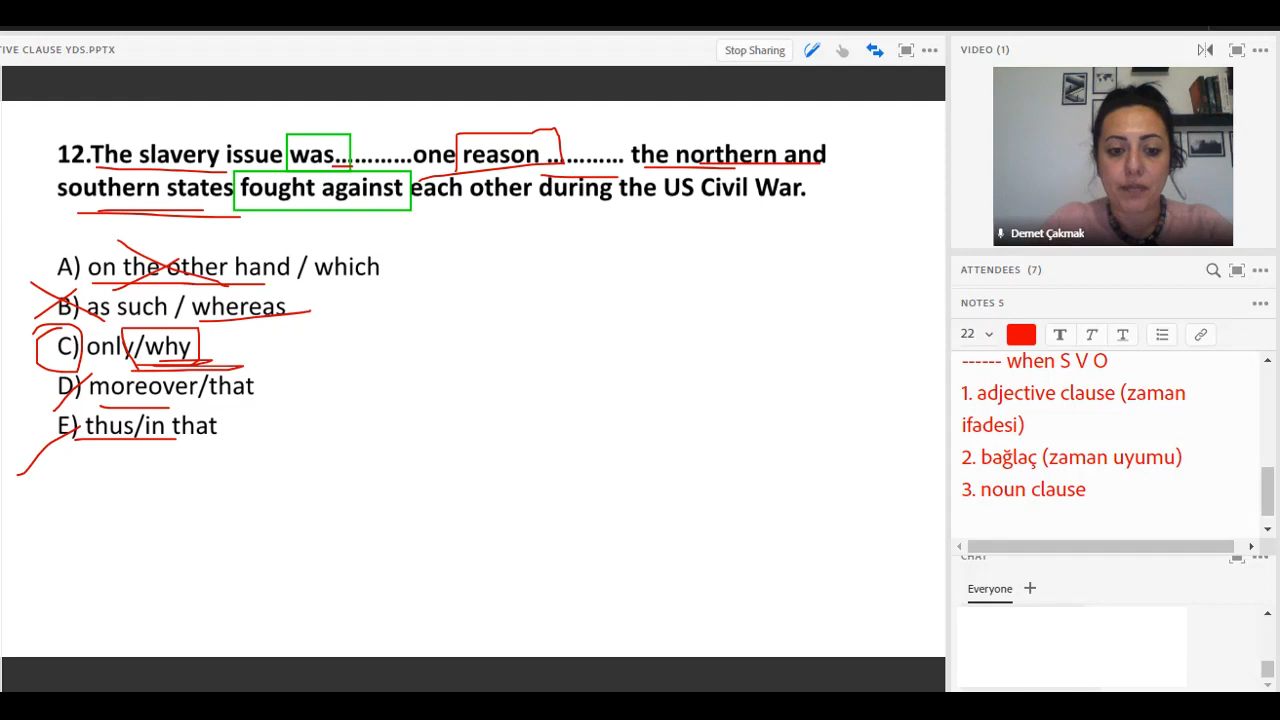 IVE CLAUSE YDS.PPTX
Stop Sharing
12.The slavery issue was............one reason ............ the northern and
southern states fought against each other during the US Civil War.
A) on the other hand / which
B) as such / whereas
C) only/why
D) moreover/that
E) thus/in that
VIDEO (1)
Demet Çakmak
ATTENDEES (7)
NOTES 5
22
T T T
------ when S V O
1. adjective clause (zaman
ifadesi)
2. bağlaç (zaman uyumu)
3. noun clause
CHAT
Everyone